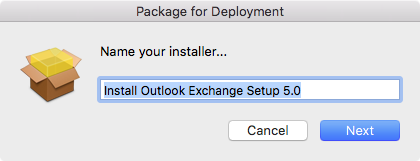 Package for Deployment
Name your installer...
Install Outlook Exchange Setup 5.0
Cancel
Next